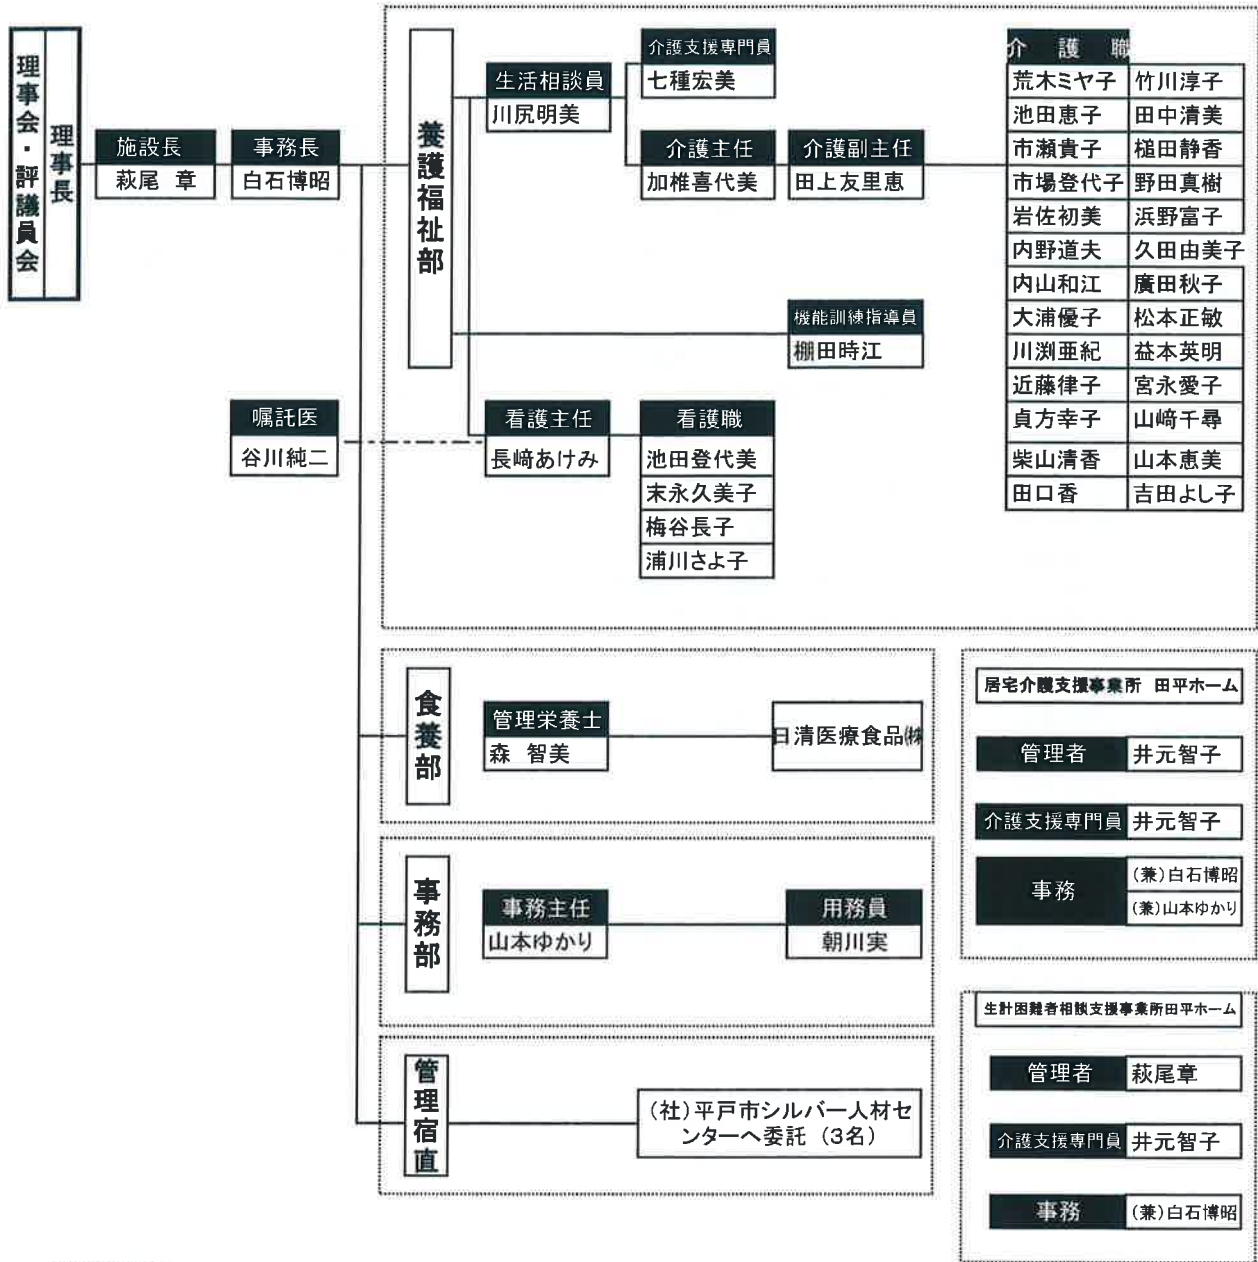 理事会・評議員会
理事長
施設長
萩尾 章
事務長
白石博昭
嘱託医
谷川純二
養護福祉部
生活相談員
川尻明美
介護支援専門員
七種宏美
介護主任
加椎喜代美
介護副主任
田上友里恵
機能訓練指導員
棚田時江
看護主任
長崎あけみ
看護職
池田登代美
末永久美子
梅谷長子
浦川さよ子
介護職
荒木ミヤ子 竹川淳子
池田恵子 田中清美
市瀬貴子 槌田静香
市場登代子 野田真樹
岩佐初美 浜野富子
内野道夫 久田由美子
内山和江 廣田秋子
大浦優子 松本正敏
川渕亜紀 益本英明
近藤律子 宮永愛子
貞方幸子 山﨑千尋
柴山清香 山本恵美
田口香 吉田よし子
食養部
管理栄養士
森 智美
日清医療食品㈱
事務部
事務主任
山本ゆかり
用務員
朝川実
管理宿直
(社)平戸市シルバー人材セ
ンターへ委託 (3名)
居宅介護支援事業所 田平ホーム
管理者 井元智子
介護支援専門員 井元智子
事務 (兼)白石博昭
(兼)山本ゆかり
生計困難者相談支援事業所田平ホーム
管理者 萩尾章
介護支援専門員 井元智子
事務 (兼)白石博昭